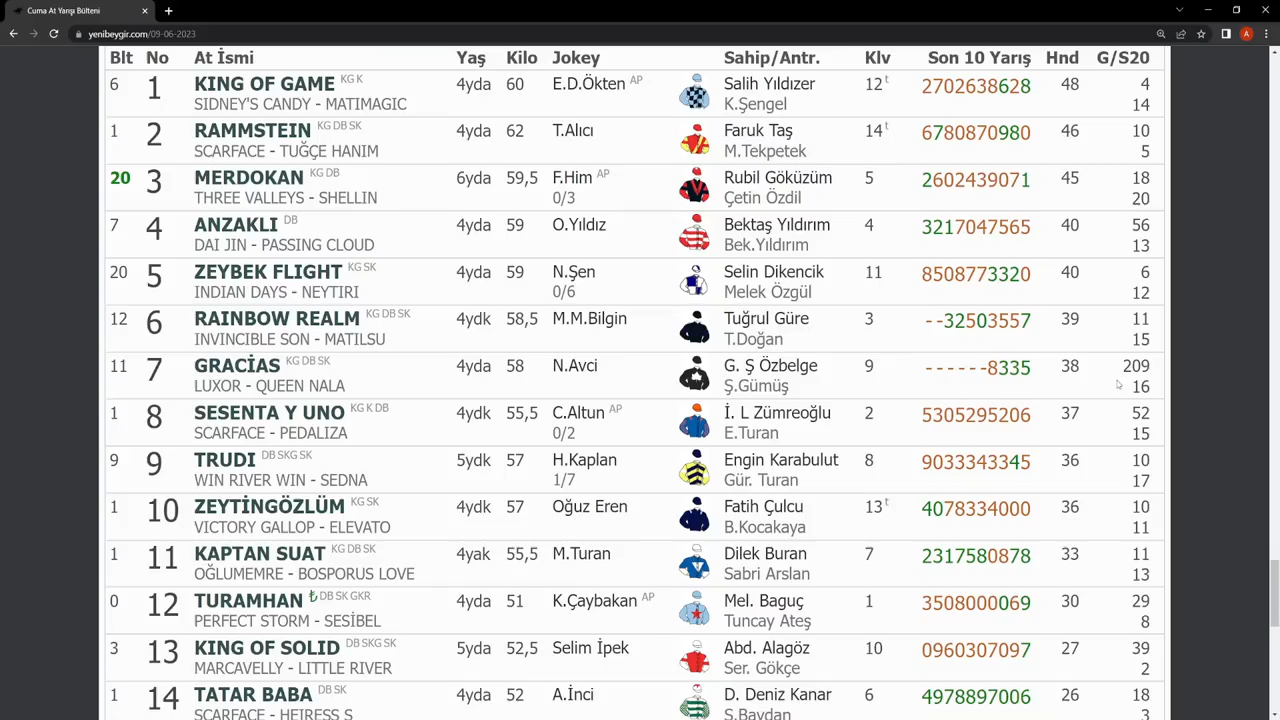 Cuma At Yarışı Bülteni
yenibeygir.com/09-06-2023
A
Blt No At İsmi Yaş Kilo Jokey Sahip/Antr. Klv Son 10 Yarış Hnd G/S20
6 1 KING OF GAME KG K 4yda 60 E.D.Ökten AP Salih Yıldızer 12 t 2702638628 48 4
SIDNEY'S CANDY - MATIMAGIC K.Şengel 14
1 2 RAMMSTEIN KG DB SK 4yda 62 T.Alıcı Faruk Taş 14 t 6780870980 46 10
SCARFACE - TUĞÇE HANIM M.Tekpetek 5
20 3 MERDOKAN KG DB 6yda 59,5 F.Him AP Rubil Göküzüm 5 2602439071 45 18
THREE VALLEYS - SHELLIN 0/3 Çetin Özdil 20
7 4 ANZAKLI DB 4yda 59 O.Yıldız Bektaş Yıldırım 4 3217047565 40 56
DAI JIN - PASSING CLOUD Bek.Yıldırım 13
20 5 ZEYBEK FLIGHT KG SK 4yda 59 N.Şen Selin Dikencik 11 8508773320 40 6
INDIAN DAYS - NEYTIRI 0/6 Melek Özgül 12
12 6 RAINBOW REALM KG DB SK 4ydk 58,5 M.M.Bilgin Tuğrul Güre 3 --32503557 39 11
INVINCIBLE SON - MATILSU T.Doğan 15
11 7 GRACİAS KG DB SK 4yda 58 N.Avci G. Ş Özbelge 9 ------8335 38 209
LUXOR - QUEEN NALA Ş.Gümüş 16
1 8 SESENTA Y UNO KG K DB 4ydk 55,5 C.Altun AP İ. L Zümreoğlu 2 5305295206 37 52
SCARFACE - PEDALIZA 0/2 E.Turan 15
9 9 TRUDI DB SKG SK 5ydk 57 H.Kaplan Engin Karabulut 8 9033343345 36 10
WIN RIVER WIN - SEDNA 1/7 Gür. Turan 17
1 10 ZEYTİNGÖZLÜM KG SK 4ydk 57 Oğuz Eren Fatih Çulcu 13 t 4078334000 36 10
VICTORY GALLOP - ELEVATO B.Kocakaya 11
1 11 KAPTAN SUAT KG DB SK 4yak 55,5 M.Turan Dilek Buran 7 2317580878 33 11
OĞLUMEMRE - BOSPORUS LOVE Sabri Arslan 13
0 12 TURAMHAN ₺ DB SK GKR 4yda 51 K.Çaybakan AP Mel. Baguç 1 3508000069 30 29
PERFECT STORM - SESİBEL Tuncay Ateş 8
3 13 KING OF SOLID DB SKG SK 5yda 52,5 Selim İpek Abd. Alagöz 10 0960307097 27 39
MARCAVELLY - LITTLE RIVER Ser. Gökçe 2
1 14 TATAR BABA DB SK 4yda 52 A.İnci D. Deniz Kanar 6 4978897006 26 18
SCARFACE - HEIRESS S S.Baydan 3